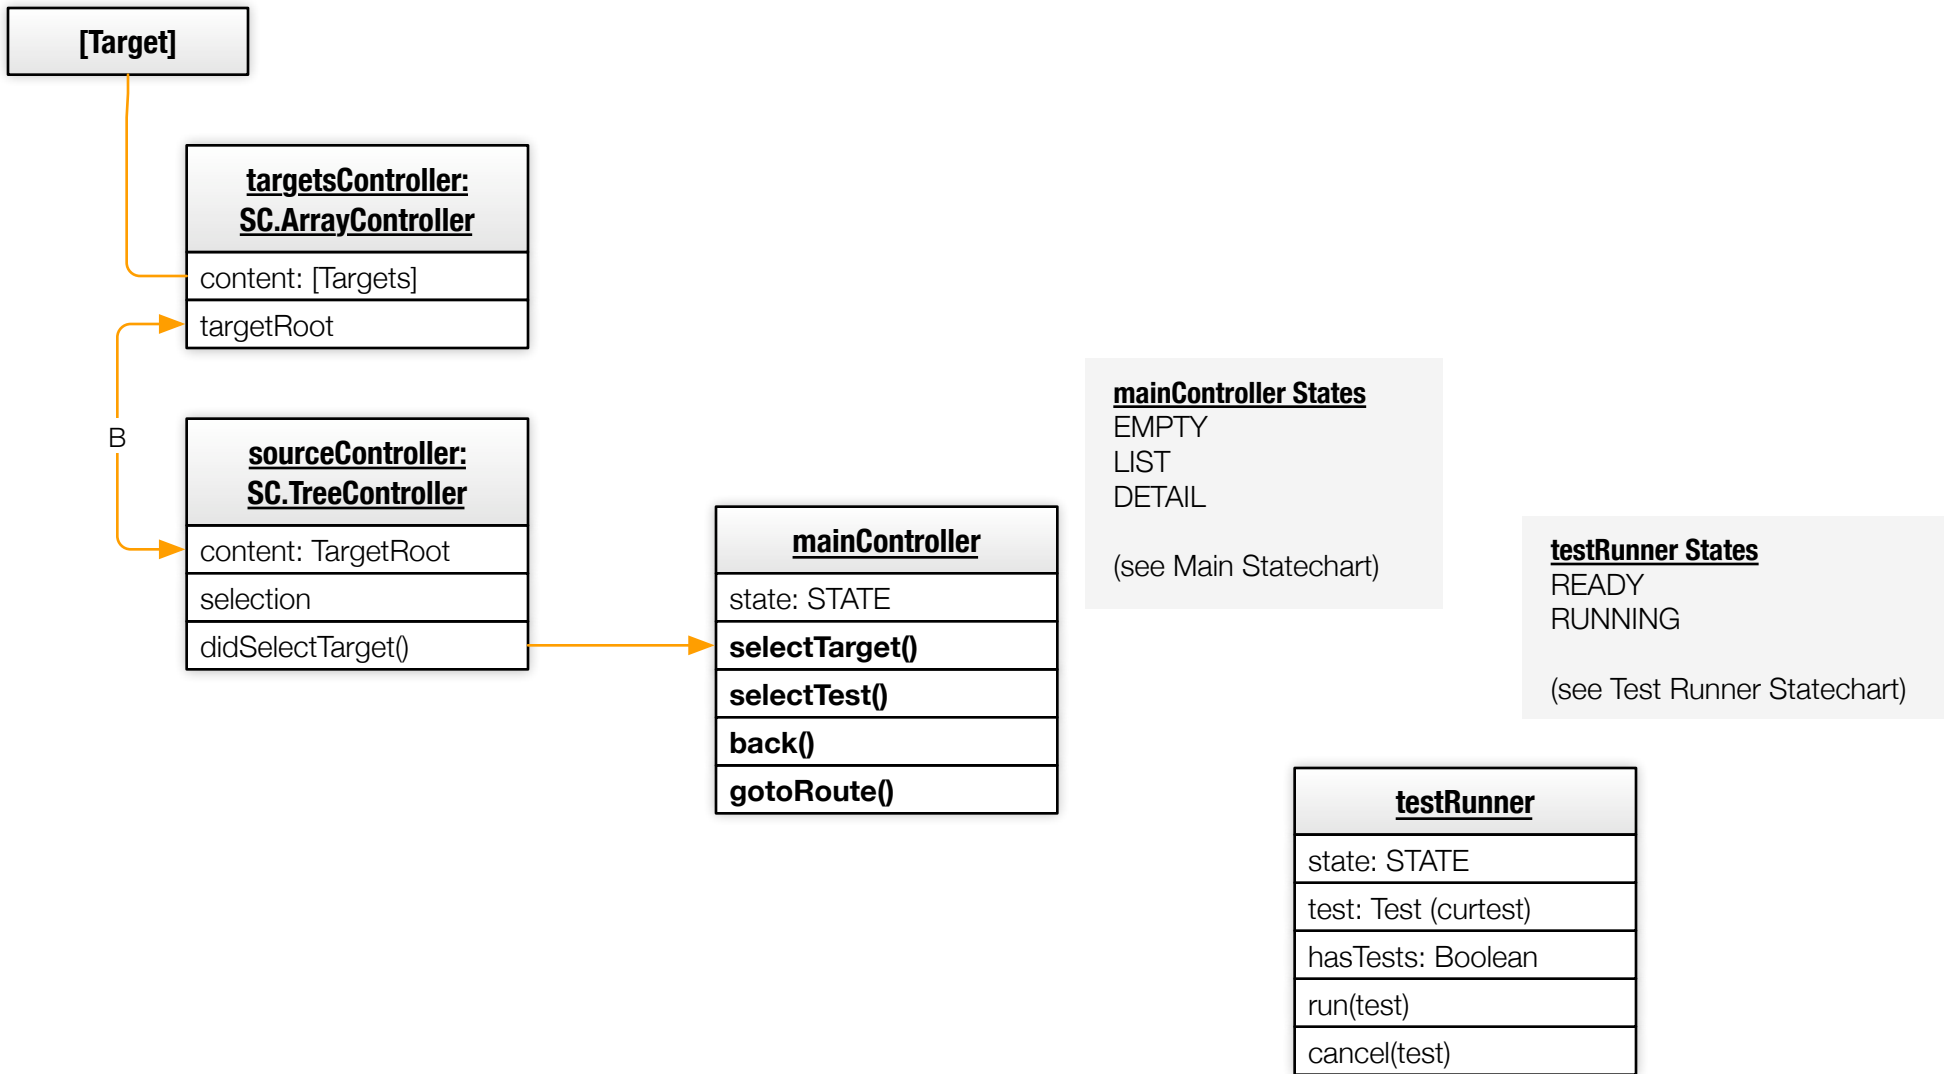 [Target]
targetsController:
SC.ArrayController
content: [Targets]
targetRoot
B
sourceController:
SC.TreeController
content: TargetRoot
selection
didSelectTarget()
mainController
state: STATE
selectTarget()
selectTest()
back()
gotoRoute()
mainController States
EMPTY
LIST
DETAIL
(see Main Statechart)
testRunner States
READY
RUNNING
(see Test Runner Statechart)
testRunner
state: STATE
test: Test (curtest)
hasTests: Boolean
run(test)
cancel(test)